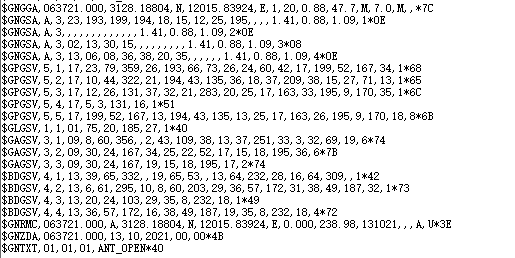 $GNGGA,063721.000,3128.18804,N,12015.83924,E,1,20,0.88,47.7,M,7.0,M,,*7C
$GNGSA,A,3,23,193,199,194,18,15,12,25,195,,,,1.41,0.88,1.09,1*0E
$GNGSA,A,3,,,,,,,,,,,,,1.41,0.88,1.09,2*0E
$GNGSA,A,3,02,13,30,15,,,,,,,,,1.41,0.88,1.09,3*08
$GNGSA,A,3,13,06,08,36,38,20,35,,,,,,1.41,0.88,1.09,4*0E
$GPGSV,5,1,17,23,79,359,26,193,66,73,26,24,60,42,17,199,52,167,34,1*68
$GPGSV,5,2,17,10,44,322,21,194,43,135,36,18,37,209,38,15,27,71,13,1*65
$GPGSV,5,3,17,12,26,131,37,32,21,283,20,25,17,163,33,195,9,170,35,1*6C
$GPGSV,5,4,17,5,3,131,16,1*51
$GPGSV,5,5,17,199,52,167,13,194,43,135,13,25,17,163,26,195,9,170,18,8*6B
$GLGSV,1,1,01,75,20,185,27,1*40
$GAGSV,3,1,09,8,60,356,,2,43,109,38,13,37,251,33,3,32,69,19,6*74
$GAGSV,3,2,09,30,24,167,34,25,22,52,17,15,18,195,36,6*7B
$GAGSV,3,3,09,30,24,167,19,15,18,195,17,2*74
$BDGSV,4,1,13,39,65,332,,19,65,53,,13,64,232,28,16,64,309,,1*42
$BDGSV,4,2,13,6,61,295,10,8,60,203,29,36,57,172,31,38,49,187,32,1*73
$BDGSV,4,3,13,20,24,103,29,35,8,232,18,1*49
$BDGSV,4,4,13,36,57,172,16,38,49,187,19,35,8,232,18,4*72
$GNRMC,063721.000,A,3128.18804,N,12015.83924,E,0.000,238.98,131021,,,A,U*3E
$GNZDA,063721.000,13,10,2021,00,00*4B
$GNTXT,01,01,01,ANT_OPEN*40